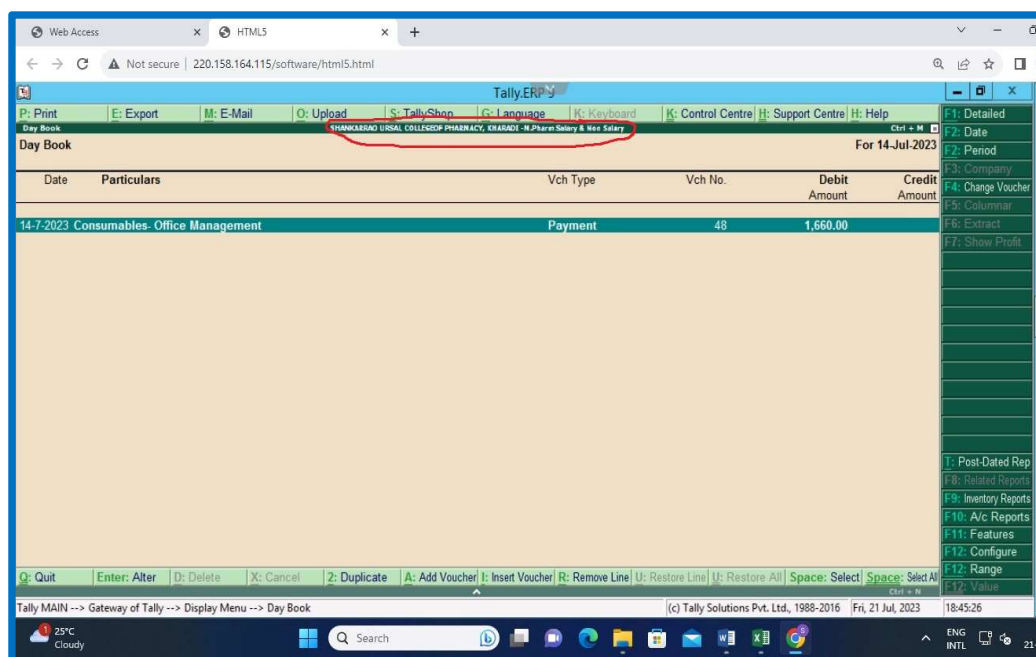 Web Access × HTML5 × +
Not secure 220.158.164.115/software/html5.html
Tally.ERP 9
P: Print E: Export M: E-Mail O: Upload S: TallyShop G: Language K: Keyboard K: Control Centre H: Support Centre H: Help F1: Detailed
Day Book SHANKARRAO URSAL COLLEGEOF PHARNACY, KHARADI -M.Pharm Salary & Non Salary Ctrl + M
F2: Date
Day Book For 14-Jul-2023
F2: Period
F3: Company
Date Particulars Vch Type Vch No. Debit Credit
Amount Amount
F4: Change Voucher
F5: Columnar
14-7-2023 Consumables- Office Management Payment 48 1,660.00
F6: Extract
F7: Show Profit
T: Post-Dated Rep
F8: Related Reports
F9: Inventory Reports
F10: A/c Reports
F11: Features
F12: Configure
F12: Range
F12: Value
Q: Quit Enter: Alter D: Delete X: Cancel 2: Duplicate A: Add Voucher I: Insert Voucher R: Remove Line U: Restore Line U: Restore All Space: Select Space: Select All
Ctrl + N
Tally MAIN --> Gateway of Tally --> Display Menu --> Day Book (c) Tally Solutions Pvt. Ltd., 1988-2016 Fri, 21 Jul, 2023 18:45:26
1 25°C
Cloudy
Search
ENG
INTL
21